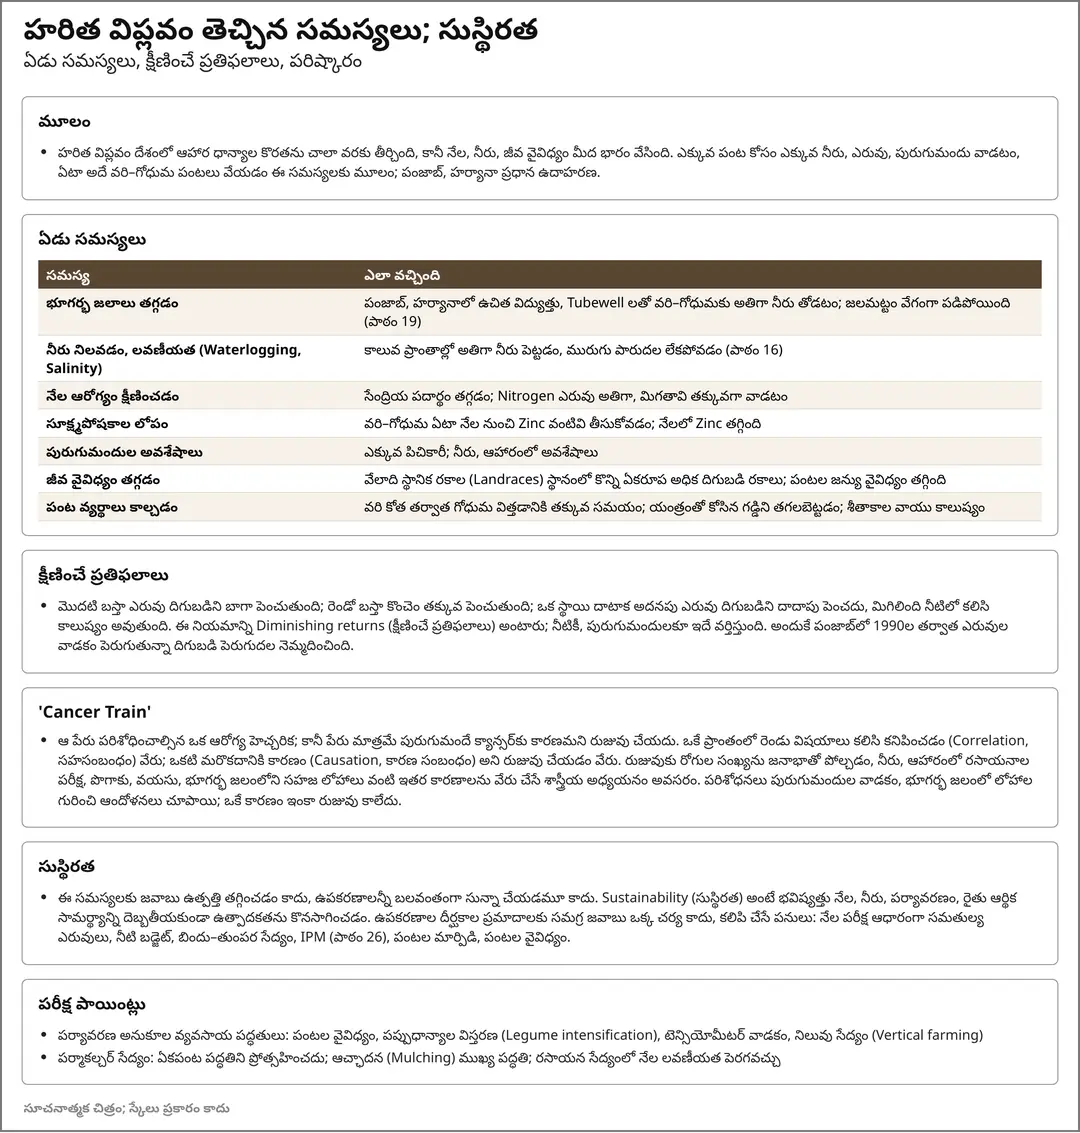 హరిత విప్లవం తెచ్చిన సమస్యలు; సుస్థిరత
ఏడు సమస్యలు, క్షీణించే ప్రతిఫలాలు, పరిష్కారం
మూలం
• హరిత విప్లవం దేశంలో ఆహార ధాన్యాల కొరతను చాలా వరకు తీర్చింది, కానీ నేల, నీరు, జీవ వైవిధ్యం మీద భారం వేసింది. ఎక్కువ పంట కోసం ఎక్కువ నీరు, ఎరువు, పురుగుమందు వాడటం,
ఏటా అదే వరి–గోధుమ పంటలు వేయడం ఈ సమస్యలకు మూలం; పంజాబ్, హర్యానా ప్రధాన ఉదాహరణ.
ఏడు సమస్యలు
సమస్య ఎలా వచ్చింది
భూగర్భ జలాలు తగ్గడం పంజాబ్, హర్యానాలో ఉచిత విద్యుత్తు, Tubewell లతో వరి–గోధుమకు అతిగా నీరు తోడటం; జలమట్టం వేగంగా పడిపోయింది
(పాఠం 19)
నీరు నిలవడం, లవణీయత (Waterlogging, కాలువ ప్రాంతాల్లో అతిగా నీరు పెట్టడం, మురుగు పారుదల లేకపోవడం (పాఠం 16)
Salinity)
నేల ఆరోగ్యం క్షీణించడం సేంద్రియ పదార్థం తగ్గడం; Nitrogen ఎరువు అతిగా, మిగతావి తక్కువగా వాడటం
సూక్ష్మపోషకాల లోపం వరి–గోధుమ ఏటా నేల నుంచి Zinc వంటివి తీసుకోవడం; నేలలో Zinc తగ్గింది
పురుగుమందుల అవశేషాలు ఎక్కువ పిచికారీ; నీరు, ఆహారంలో అవశేషాలు
జీవ వైవిధ్యం తగ్గడం వేలాది స్థానిక రకాల (Landraces) స్థానంలో కొన్ని ఏకరూప అధిక దిగుబడి రకాలు; పంటల జన్యు వైవిధ్యం తగ్గింది
పంట వ్యర్థాలు కాల్చడం వరి కోత తర్వాత గోధుమ విత్తడానికి తక్కువ సమయం; యంత్రంతో కోసిన గడ్డిని తగలబెట్టడం; శీతాకాల వాయు కాలుష్యం
క్షీణించే ప్రతిఫలాలు
• మొదటి బస్తా ఎరువు దిగుబడిని బాగా పెంచుతుంది; రెండో బస్తా కొంచెం తక్కువ పెంచుతుంది; ఒక స్థాయి దాటాక అదనపు ఎరువు దిగుబడిని దాదాపు పెంచదు, మిగిలింది నీటిలో కలిసి
కాలుష్యం అవుతుంది. ఈ నియమాన్ని Diminishing returns (క్షీణించే ప్రతిఫలాలు) అంటారు; నీటికీ, పురుగుమందులకూ ఇదే వర్తిస్తుంది. అందుకే పంజాబ్‌లో 1990ల తర్వాత ఎరువుల
వాడకం పెరుగుతున్నా దిగుబడి పెరుగుదల నెమ్మదించింది.
'Cancer Train'
• ఆ పేరు పరిశోధించాల్సిన ఒక ఆరోగ్య హెచ్చరిక; కానీ పేరు మాత్రమే పురుగుమందే క్యాన్సర్‌కు కారణమని రుజువు చేయదు. ఒకే ప్రాంతంలో రెండు విషయాలు కలిసి కనిపించడం (Correlation,
సహసంబంధం) వేరు; ఒకటి మరొకదానికి కారణం (Causation, కారణ సంబంధం) అని రుజువు చేయడం వేరు. రుజువుకు రోగుల సంఖ్యను జనాభాతో పోల్చడం, నీరు, ఆహారంలో రసాయనాల
పరీక్ష, పొగాకు, వయసు, భూగర్భ జలంలోని సహజ లోహాలు వంటి ఇతర కారణాలను వేరు చేసే శాస్త్రీయ అధ్యయనం అవసరం. పరిశోధనలు పురుగుమందుల వాడకం, భూగర్భ జలంలో లోహాల
గురించి ఆందోళనలు చూపాయి; ఒకే కారణం ఇంకా రుజువు కాలేదు.
సుస్థిరత
• ఈ సమస్యలకు జవాబు ఉత్పత్తి తగ్గించడం కాదు, ఉపకరణాలన్నీ బలవంతంగా సున్నా చేయడమూ కాదు. Sustainability (సుస్థిరత) అంటే భవిష్యత్తు నేల, నీరు, పర్యావరణం, రైతు ఆర్థిక
సామర్థ్యాన్ని దెబ్బతీయకుండా ఉత్పాదకతను కొనసాగించడం. ఉపకరణాల దీర్ఘకాల ప్రమాదాలకు సమగ్ర జవాబు ఒక్క చర్య కాదు, కలిపి చేసే పనులు: నేల పరీక్ష ఆధారంగా సమతుల్య
ఎరువులు, నీటి బడ్జెట్, బిందు–తుంపర సేద్యం, IPM (పాఠం 26), పంటల మార్పిడి, పంటల వైవిధ్యం.
పరీక్ష పాయింట్లు
• పర్యావరణ అనుకూల వ్యవసాయ పద్ధతులు: పంటల వైవిధ్యం, పప్పుధాన్యాల విస్తరణ (Legume intensification), టెన్సియోమీటర్ వాడకం, నిలువు సేద్యం (Vertical farming)
• పర్మాకల్చర్ సేద్యం: ఏకపంట పద్ధతిని ప్రోత్సహించదు; ఆచ్ఛాదన (Mulching) ముఖ్య పద్ధతి; రసాయన సేద్యంలో నేల లవణీయత పెరగవచ్చు
సూచనాత్మక చిత్రం; స్కేలు ప్రకారం కాదు